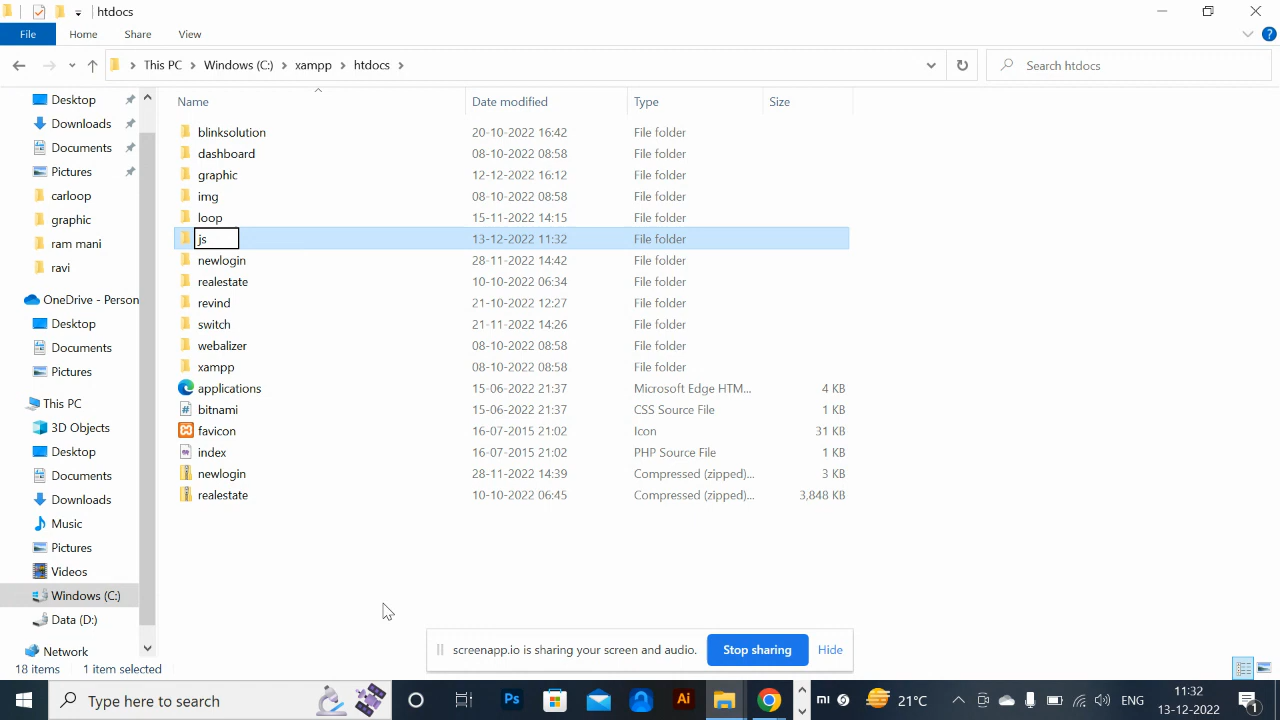 htdocs
File Home Share View
This PC Windows (C:) xampp htdocs
Search htdocs
Name Date modified Type Size
Desktop
Downloads
Documents
Pictures
carloop
graphic
ram mani
ravi
OneDrive - Person
Desktop
Documents
Pictures
This PC
3D Objects
Desktop
Documents
Downloads
Music
Pictures
Videos
Windows (C:)
Data (D:)
Network
blinksolution 20-10-2022 16:42 File folder
dashboard 08-10-2022 08:58 File folder
graphic 12-12-2022 16:12 File folder
img 08-10-2022 08:58 File folder
loop 15-11-2022 14:15 File folder
js 13-12-2022 11:32 File folder
newlogin 28-11-2022 14:42 File folder
realestate 10-10-2022 06:34 File folder
revind 21-10-2022 12:27 File folder
switch 21-11-2022 14:26 File folder
webalizer 08-10-2022 08:58 File folder
xampp 08-10-2022 08:58 File folder
applications 15-06-2022 21:37 Microsoft Edge HTM... 4 KB
bitnami 15-06-2022 21:37 CSS Source File 1 KB
favicon 16-07-2015 21:02 Icon 31 KB
index 16-07-2015 21:02 PHP Source File 1 KB
newlogin 28-11-2022 14:39 Compressed (zipped)... 3 KB
realestate 10-10-2022 06:45 Compressed (zipped)... 3,848 KB
screenapp.io is sharing your screen and audio. Stop sharing Hide
18 items 1 item selected
Type here to search
Ps
Ai
mi
21°C
ENG
11:32
13-12-2022
1